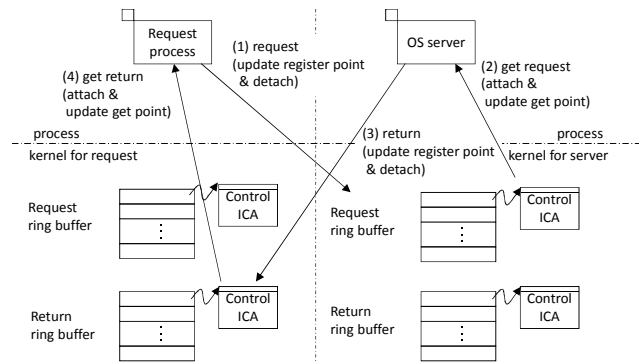 Request
process
OS server
(1) request
(update register point
& detach)
(4) get return
(attach &
update get point)
(2) get request
(attach &
update get point)
(3) return
(update register point
& detach)
process
kernel for request
process
kernel for server
Request
ring buffer
Control
ICA
Request
ring buffer
Control
ICA
Return
ring buffer
Control
ICA
Return
ring buffer
Control
ICA